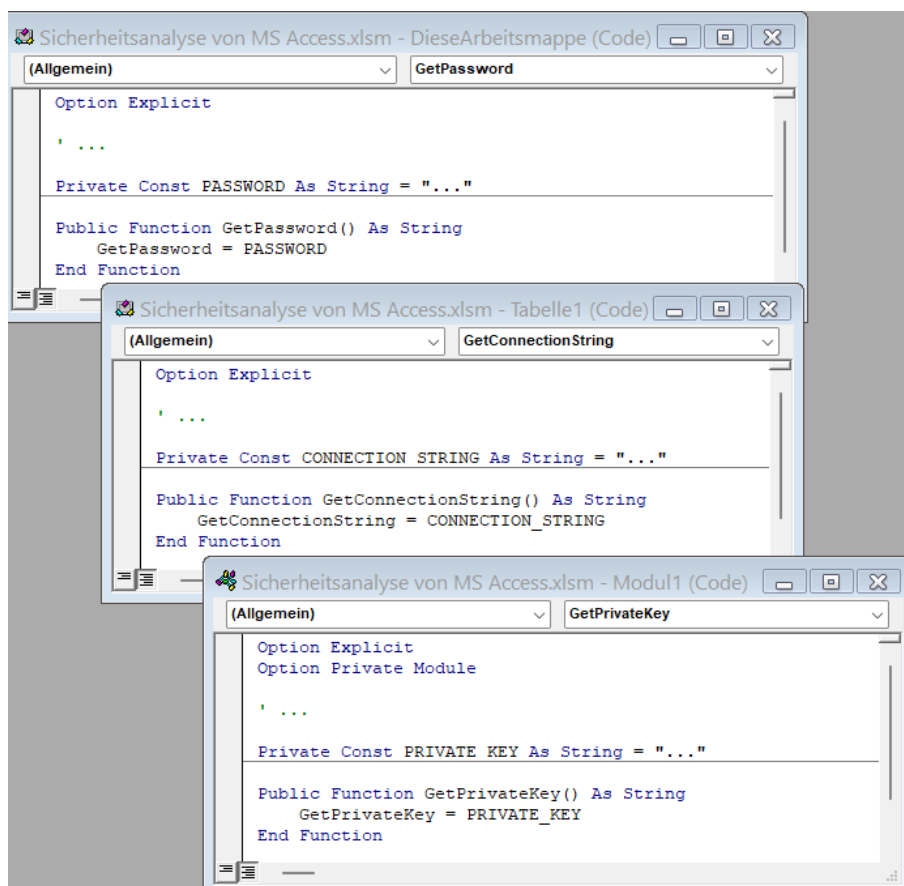 Sicherheitsanalyse von MS Access.xlsm - DieseArbeitsmappe (Code)
(Allgemein) GetPassword
Option Explicit
' ...
Private Const PASSWORD As String = "..."
Public Function GetPassword() As String
GetPassword = PASSWORD
End Function
Sicherheitsanalyse von MS Access.xlsm - Tabelle1 (Code)
(Allgemein) GetConnectionString
Option Explicit
' ...
Private Const CONNECTION STRING As String = "..."
Public Function GetConnectionString() As String
GetConnectionString = CONNECTION_STRING
End Function
Sicherheitsanalyse von MS Access.xlsm - Modul1 (Code)
(Allgemein) GetPrivateKey
Option Explicit
Option Private Module
' ...
Private Const PRIVATE KEY As String = "..."
Public Function GetPrivateKey() As String
GetPrivateKey = PRIVATE_KEY
End Function